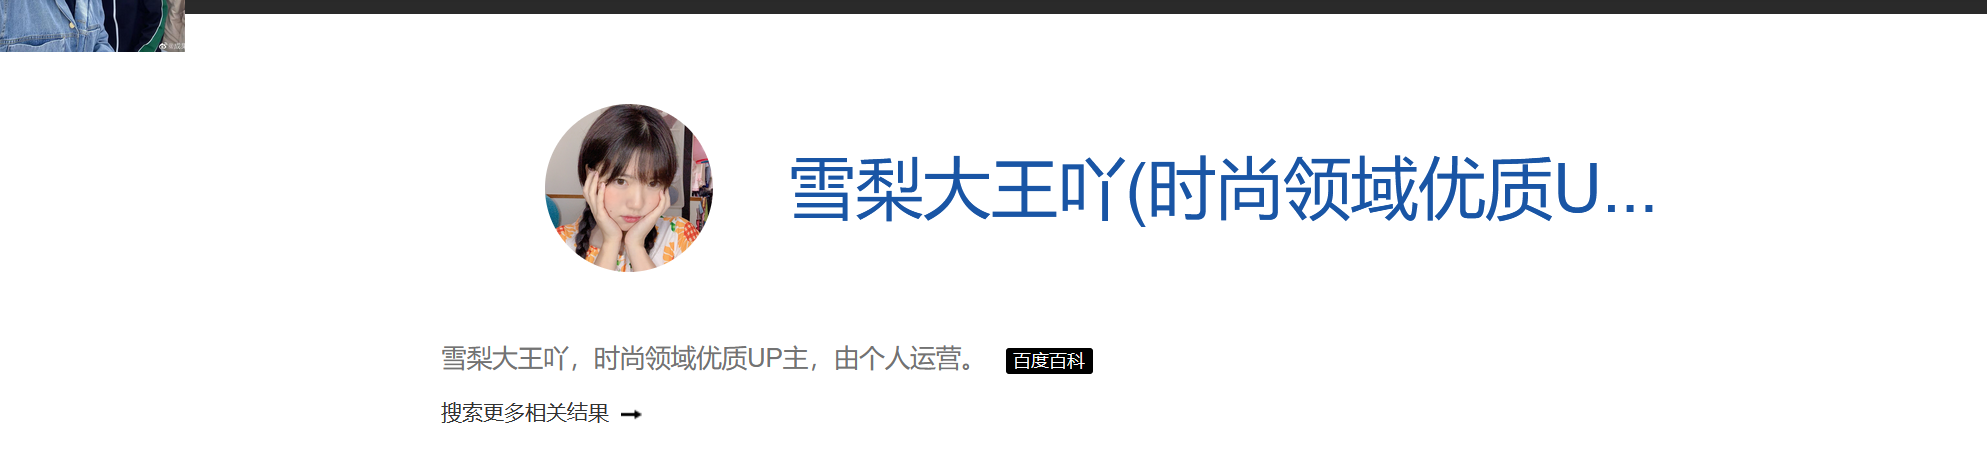 雪梨大王吖(时尚领域优质U...
雪梨大王吖，时尚领域优质UP主，由个人运营。 百度百科
搜索更多相关结果 →